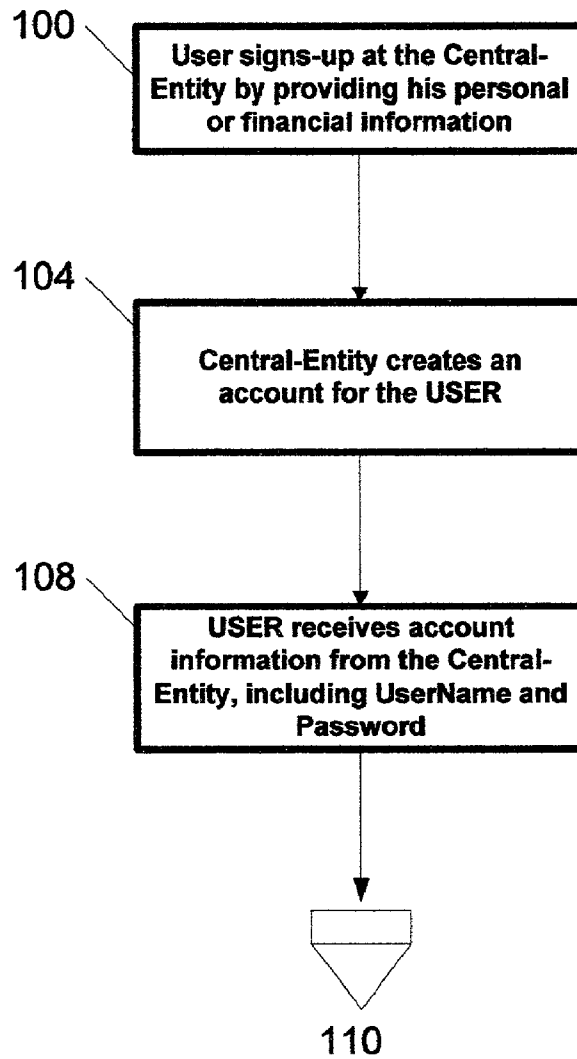 100
User signs-up at the Central-
Entity by providing his personal
or financial information
104
Central-Entity creates an
account for the USER
108
USER receives account
information from the Central-
Entity, including UserName and
Password
110